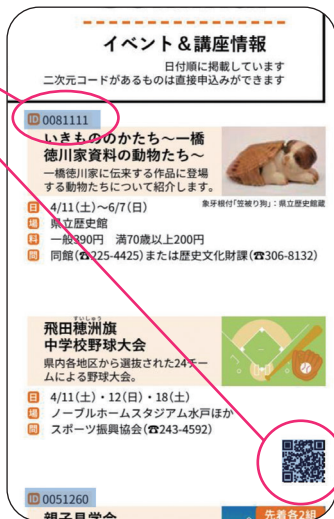 イベント&講座情報
日付順に掲載しています
二次元コードがあるものは直接申込みができます
ID 0081111
いきもののかたち～一橋
徳川家資料の動物たち～
一橋徳川家に伝来する作品に登場
する動物たちについて紹介します。
象牙根付「笠被り狗」：県立歴史館蔵
日 4/11(土)～6/7(日)
場 県立歴史館
料 一般390円 満70歳以上200円
問 同館(☎225-4425)または歴史文化財課(☎306-8132)
すいしゅう
飛田穂洲旗
中学校野球大会
県内各地区から選抜された24チー
ムによる野球大会。
日 4/11(土)・12(日)・18(土)
場 ノーブルホームスタジアム水戸ほか
問 スポーツ振興協会(☎243-4592)
ID 0051260
親子見学会
先着各2組